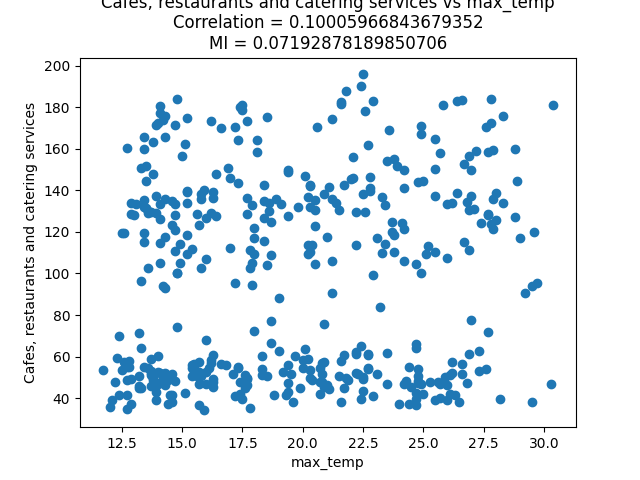 Cafes, restaurants and catering services vs max_temp
Correlation = 0.10005966843679352
MI = 0.07192878189850706
200
180
160
140
120
100
80
60
40
Cafes, restaurants and catering services
12.5 15.0 17.5 20.0 22.5 25.0 27.5 30.0
max_temp